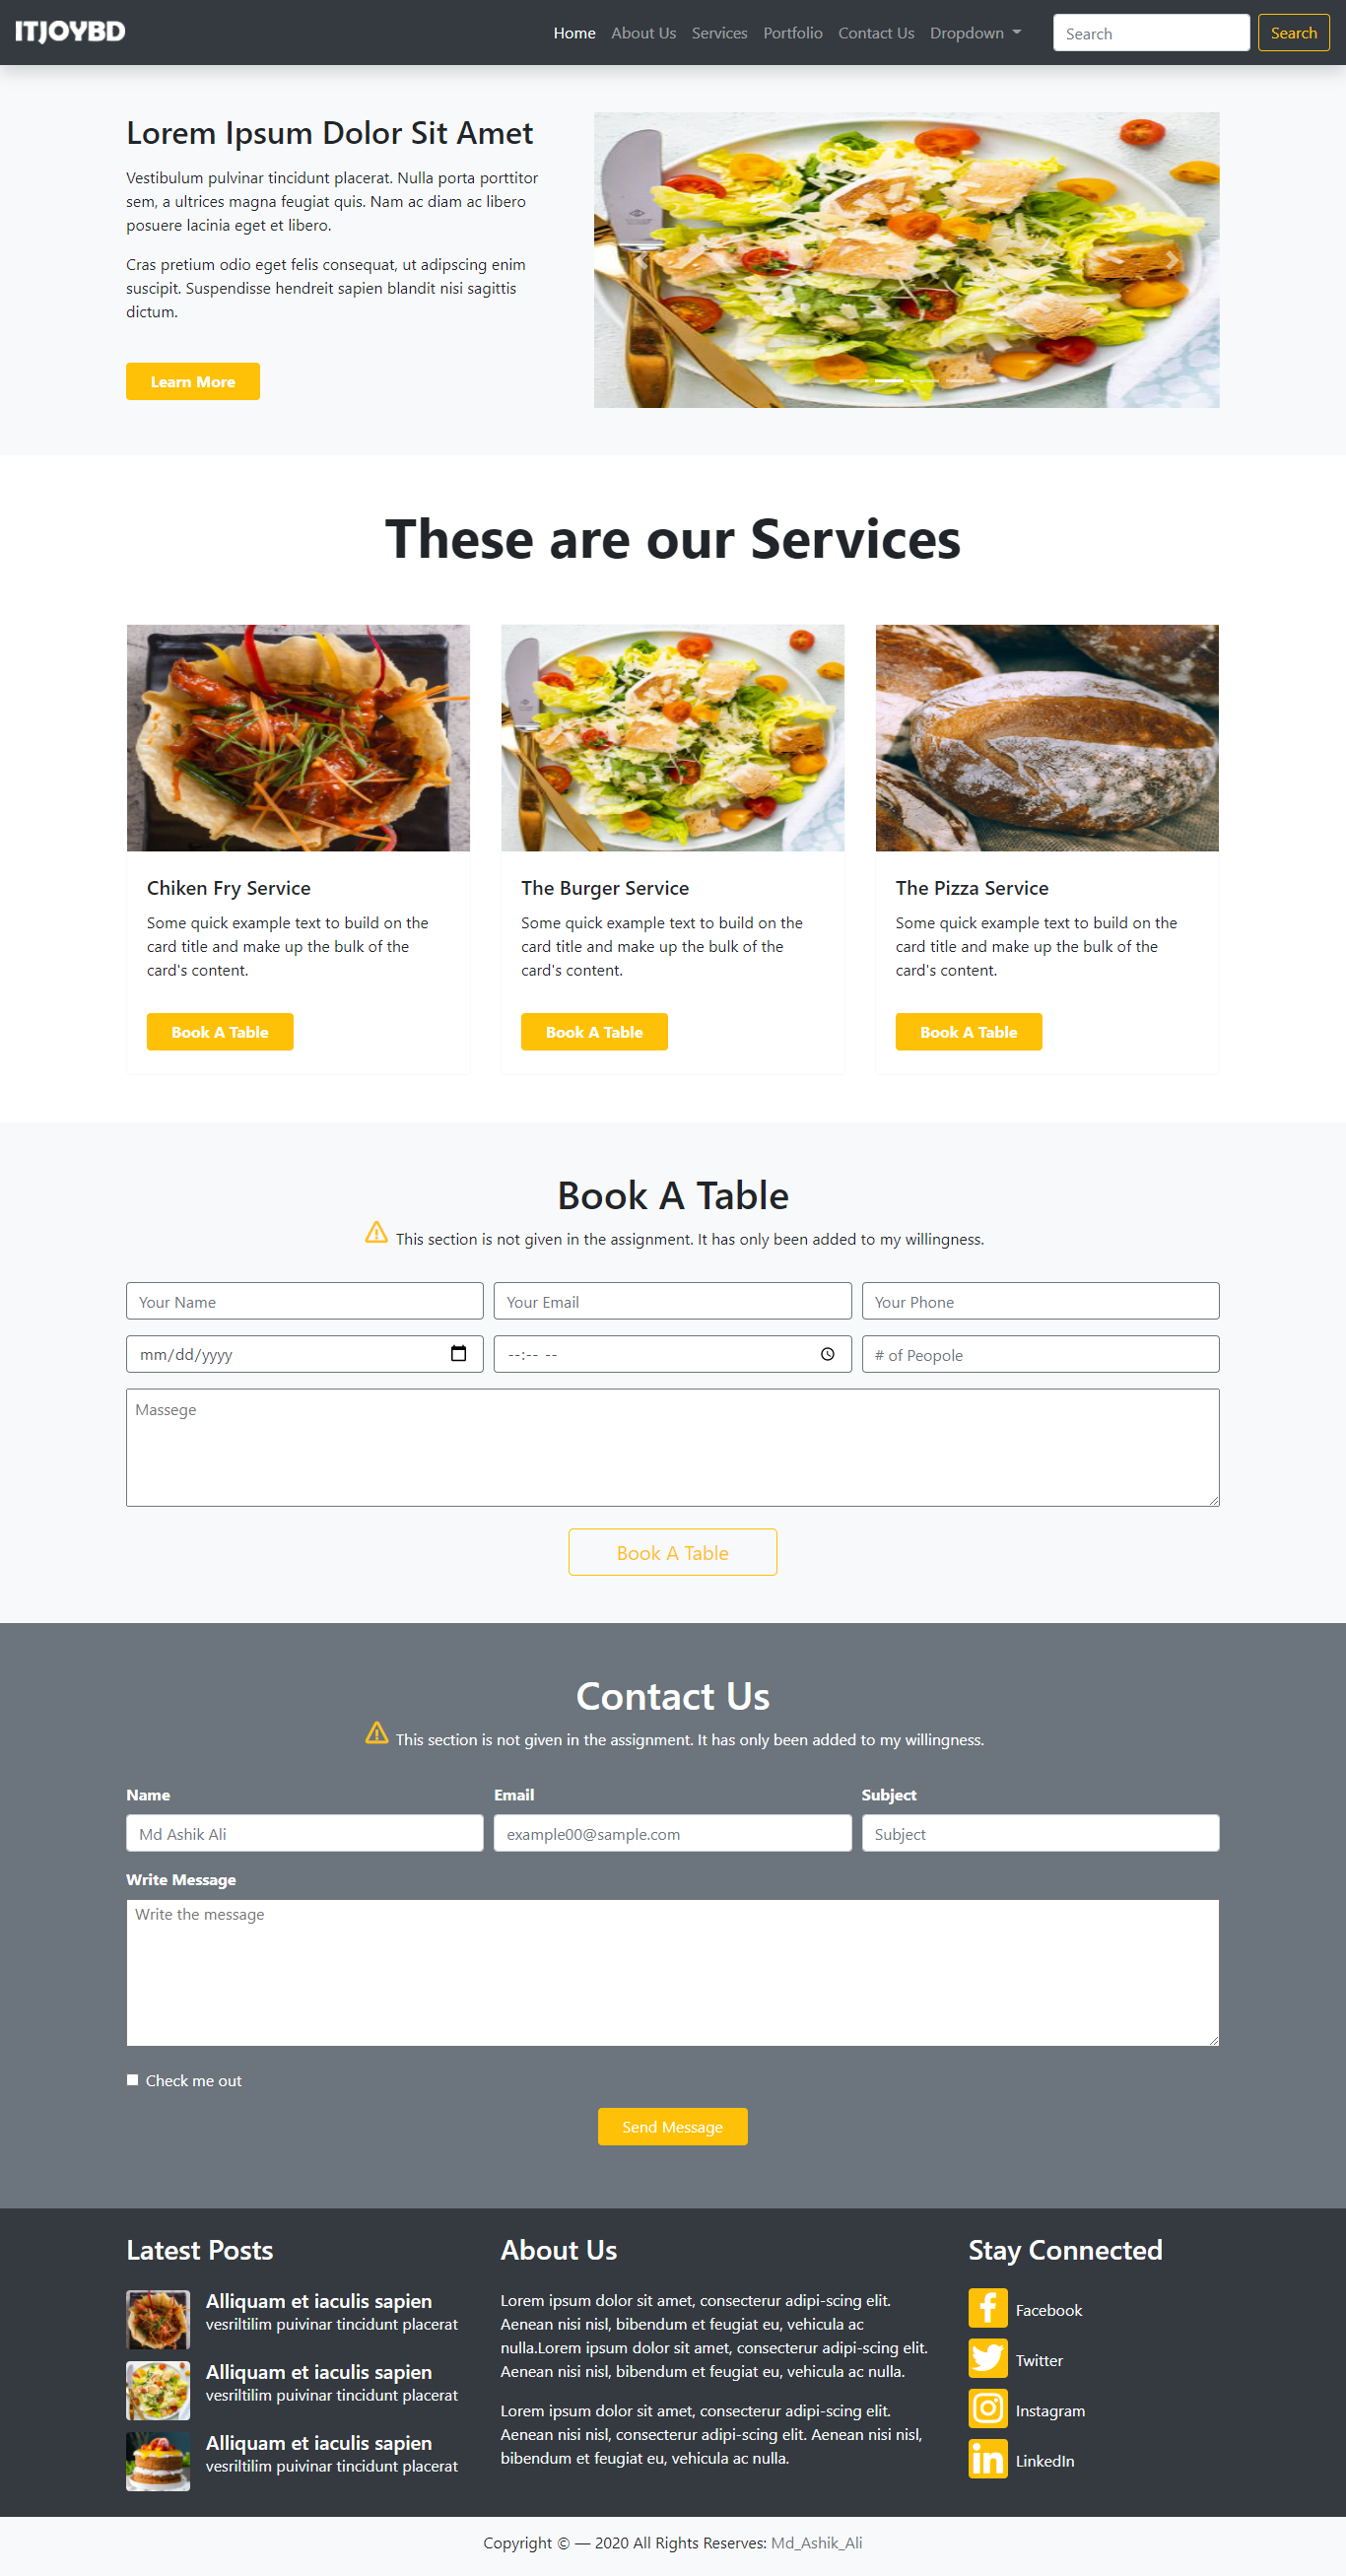 ITJOYBD
Home About Us Services Portfolio Contact Us Dropdown Search Search
Lorem Ipsum Dolor Sit Amet
Vestibulum pulvinar tincidunt placerat. Nulla porta porttitor
sem, a ultrices magna feugiat quis. Nam ac diam ac libero
posuere lacinia eget et libero.
Cras pretium odio eget felis consequat, ut adipscing enim
suscipit. Suspendisse hendreit sapien blandit nisi sagittis
dictum.
Learn More
These are our Services
Chiken Fry Service
Some quick example text to build on the
card title and make up the bulk of the
card's content.
Book A Table
The Burger Service
Some quick example text to build on the
card title and make up the bulk of the
card's content.
Book A Table
The Pizza Service
Some quick example text to build on the
card title and make up the bulk of the
card's content.
Book A Table
Book A Table
This section is not given in the assignment. It has only been added to my willingness.
Your Name Your Email Your Phone
mm/dd/yyyy --:-- -- # of Peopole
Massege
Book A Table
Contact Us
This section is not given in the assignment. It has only been added to my willingness.
Name Email Subject
Md Ashik Ali example00@sample.com Subject
Write Message
Write the message
Check me out
Send Message
Latest Posts
Alliquam et iaculis sapien
vesriltilim puivinar tincidunt placerat
Alliquam et iaculis sapien
vesriltilim puivinar tincidunt placerat
Alliquam et iaculis sapien
vesriltilim puivinar tincidunt placerat
About Us
Lorem ipsum dolor sit amet, consecterur adipi-scing elit.
Aenean nisi nisl, bibendum et feugiat eu, vehicula ac
nulla.Lorem ipsum dolor sit amet, consecterur adipi-scing elit.
Aenean nisi nisl, bibendum et feugiat eu, vehicula ac nulla.
Lorem ipsum dolor sit amet, consecterur adipi-scing elit.
Aenean nisi nisl, consecterur adipi-scing elit. Aenean nisi nisl,
bibendum et feugiat eu, vehicula ac nulla.
Stay Connected
Facebook
Twitter
Instagram
LinkedIn
Copyright © — 2020 All Rights Reserves: Md_Ashik_Ali